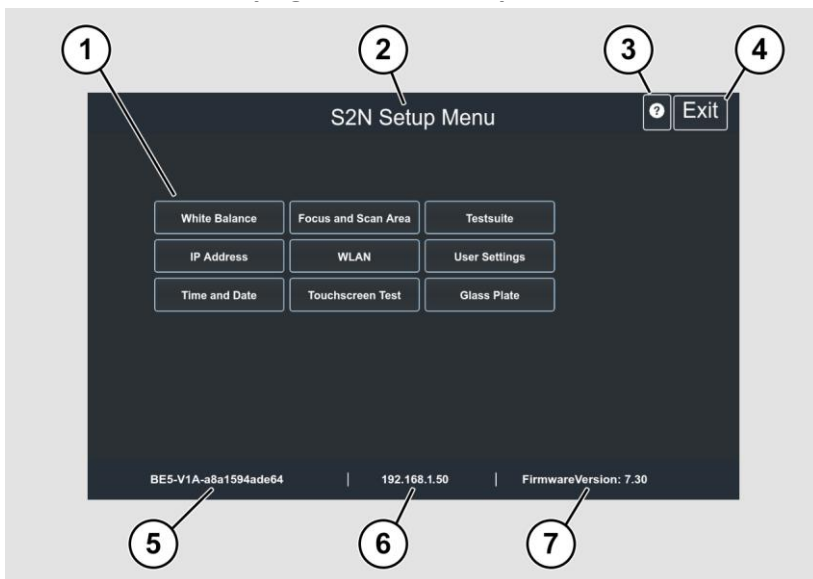 1 2 3 4
S2N Setup Menu ? Exit
White Balance Focus and Scan Area Testsuite
IP Address WLAN User Settings
Time and Date Touchscreen Test Glass Plate
BE5-V1A-a8a1594ade64 | 192.168.1.50 | FirmwareVersion: 7.30
5 6 7